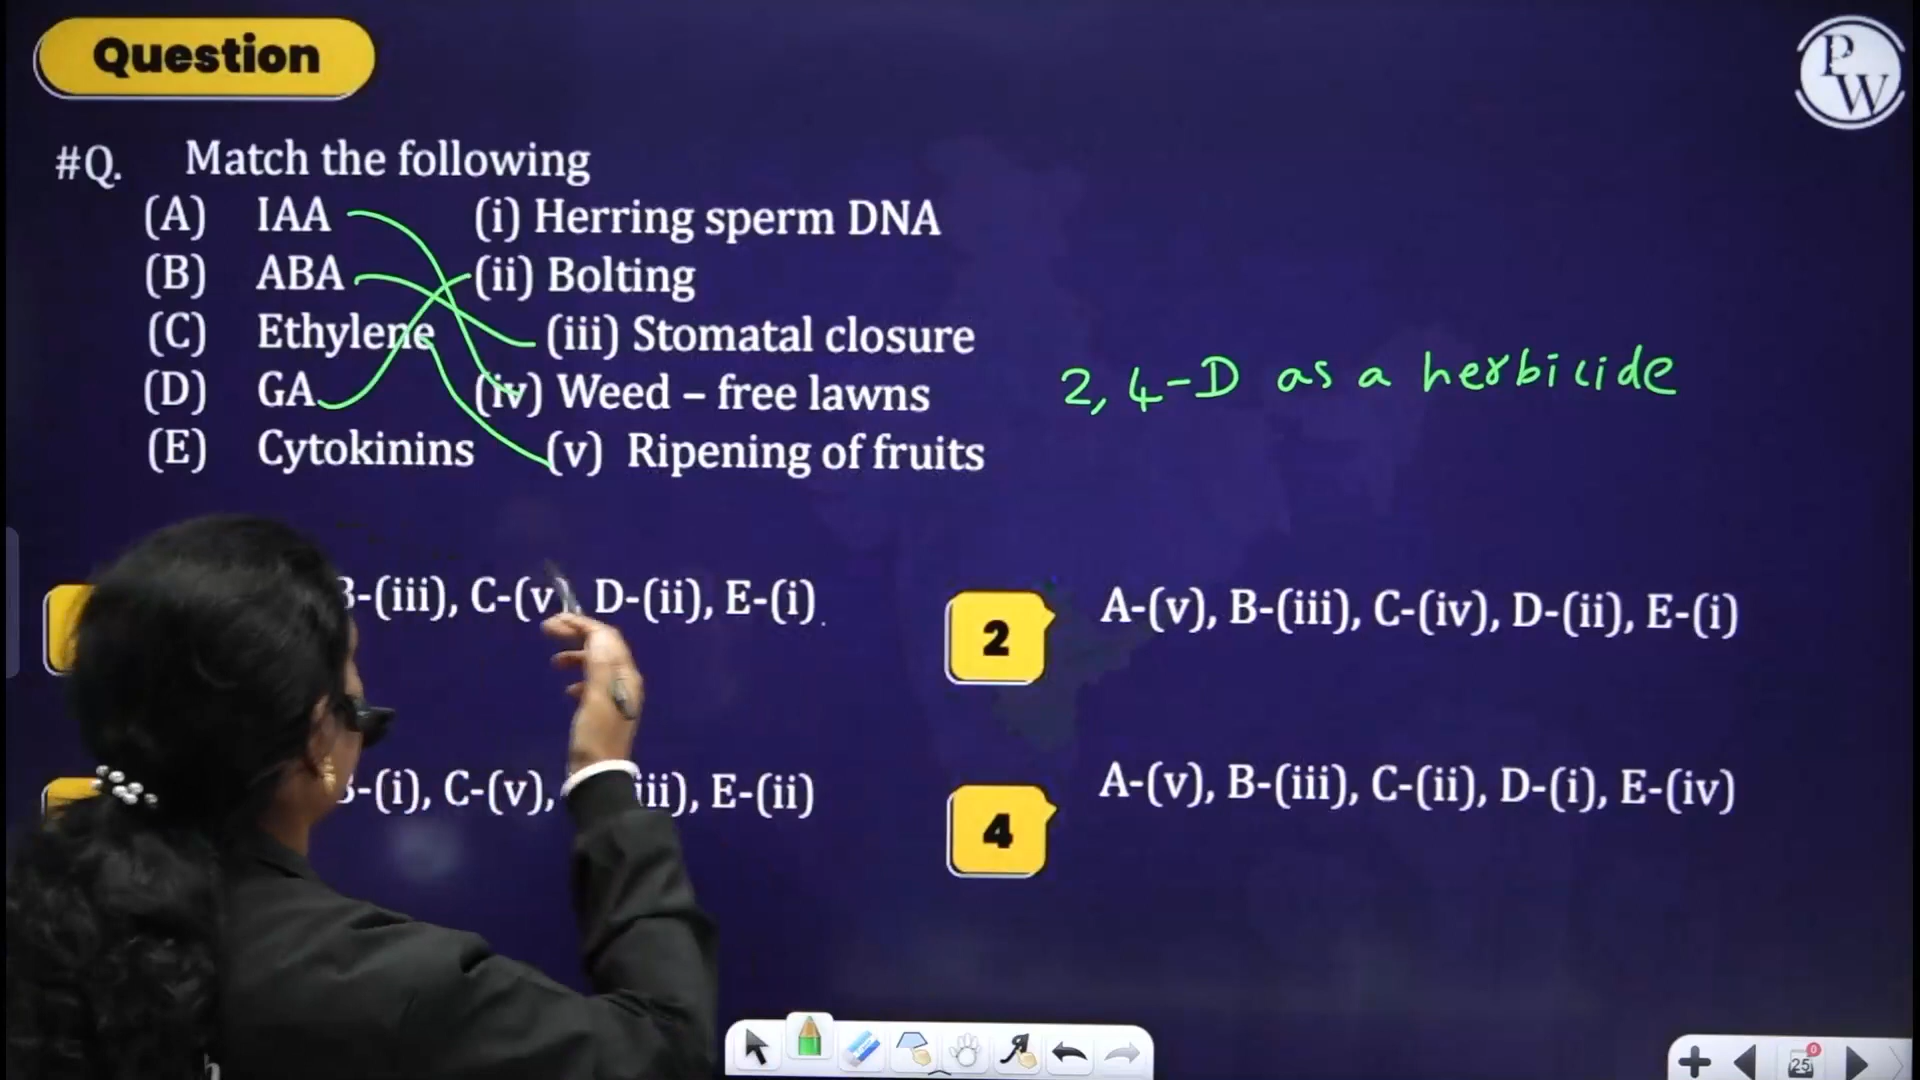 Question
P
W
#Q. Match the following
(A) IAA (i) Herring sperm DNA
(B) ABA (ii) Bolting
(C) Ethylene (iii) Stomatal closure
(D) GA (iv) Weed – free lawns
(E) Cytokinins (v) Ripening of fruits
2, 4-D as a herbicide
B-(iii), C-(v), D-(ii), E-(i)
2 A-(v), B-(iii), C-(iv), D-(ii), E-(i)
B-(i), C-(v), E-(ii)
4 A-(v), B-(iii), C-(ii), D-(i), E-(iv)
25
0